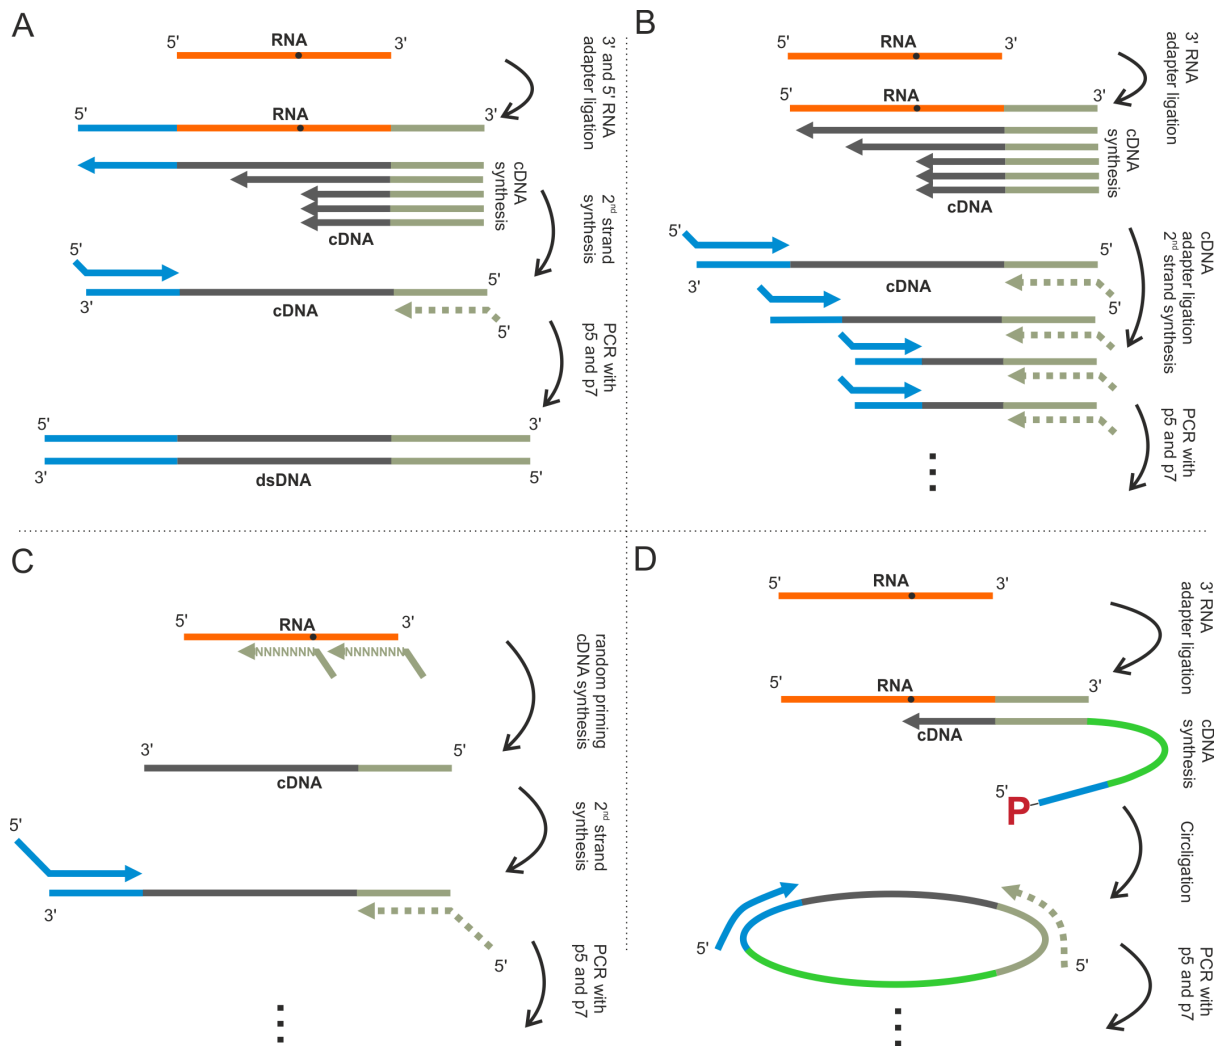 A
5'
RNA
3'
3' and 5' RNA
adapter ligation
5'
RNA
3'
cDNA
synthesis
cDNA
2nd strand
synthesis
5'
3'
cDNA
5'
5'
PCR with
p5 and p7
5'
3'
3'
dsDNA
5'
B
5'
RNA
3'
3' RNA
adapter ligation
5'
RNA
3'
cDNA
synthesis
cDNA
5'
3'
cDNA
5'
5'
cDNA
adapter ligation
2nd strand synthesis
PCR with
p5 and p7
C
5'
RNA
3'
NNNNNNN
NNNNNNN
random priming
cDNA synthesis
3'
cDNA
5'
2nd strand
synthesis
5'
3'
5'
PCR with
p5 and p7
D
5'
RNA
3'
3' RNA
adapter ligation
5'
RNA
3'
cDNA
cDNA
synthesis
5'
P
Circligation
5'
5'
PCR with
p5 and p7